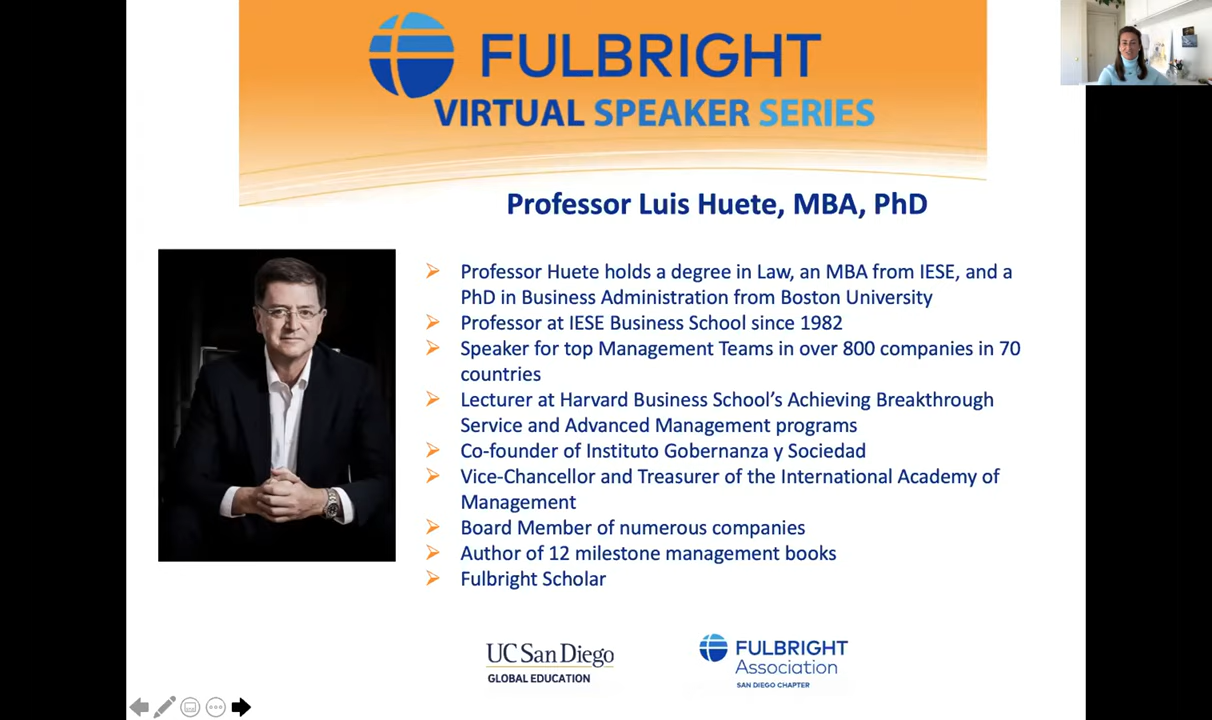 FULBRIGHT
VIRTUAL SPEAKER SERIES
Professor Luis Huete, MBA, PhD
Professor Huete holds a degree in Law, an MBA from IESE, and a
PhD in Business Administration from Boston University
Professor at IESE Business School since 1982
Speaker for top Management Teams in over 800 companies in 70
countries
Lecturer at Harvard Business School’s Achieving Breakthrough
Service and Advanced Management programs
Co-founder of Instituto Gobernanza y Sociedad
Vice-Chancellor and Treasurer of the International Academy of
Management
Board Member of numerous companies
Author of 12 milestone management books
Fulbright Scholar
UC San Diego
GLOBAL EDUCATION
FULBRIGHT
Association
SAN DIEGO CHAPTER